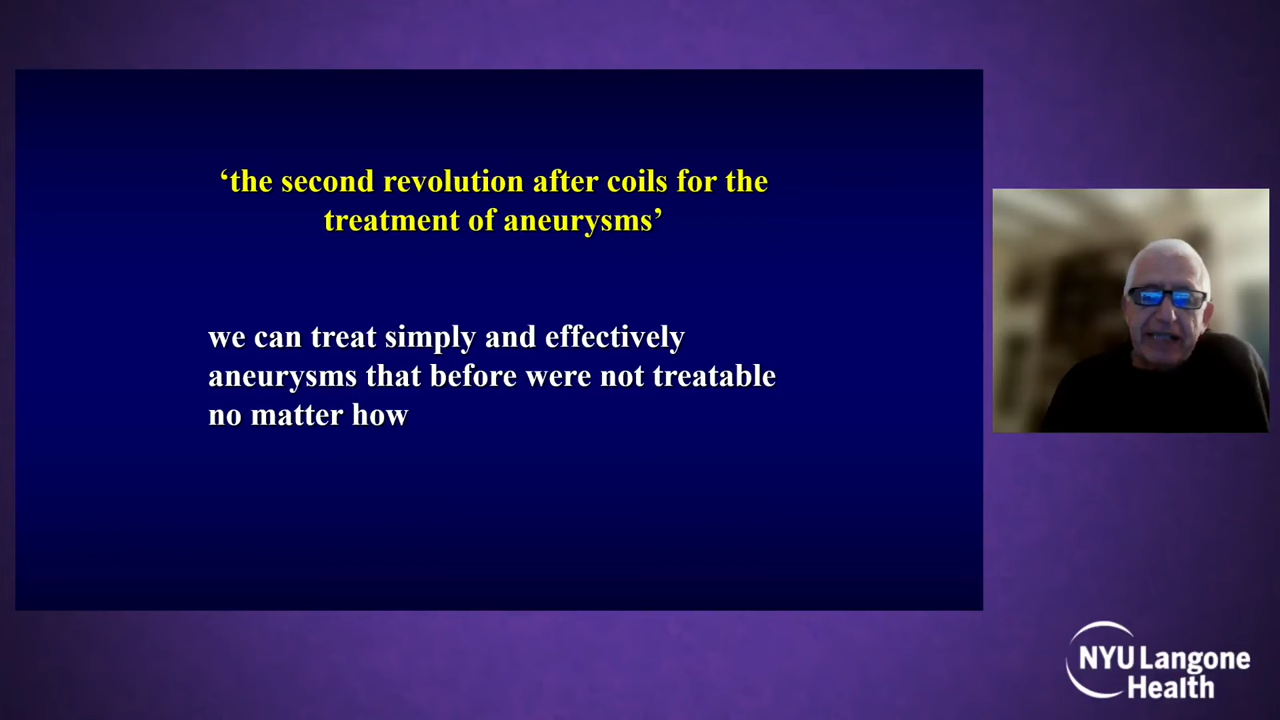 ‘the second revolution after coils for the
treatment of aneurysms’
we can treat simply and effectively
aneurysms that before were not treatable
no matter how
NYU Langone
Health